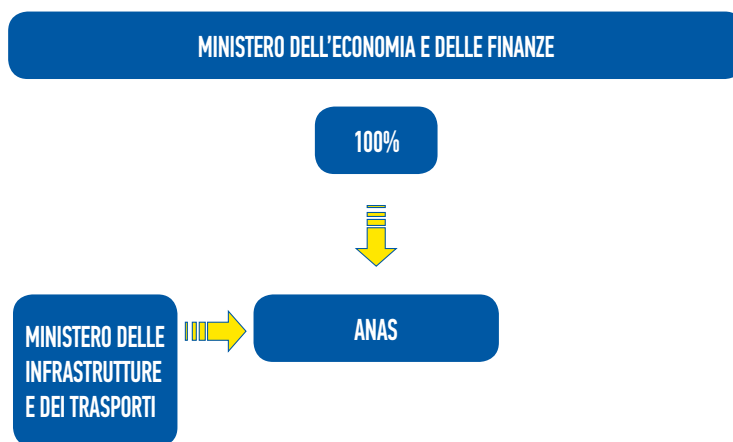 MINISTERO DELL'ECONOMIA E DELLE FINANZE
100%
ANAS
MINISTERO DELLE
INFRASTRUTTURE
E DEI TRASPORTI